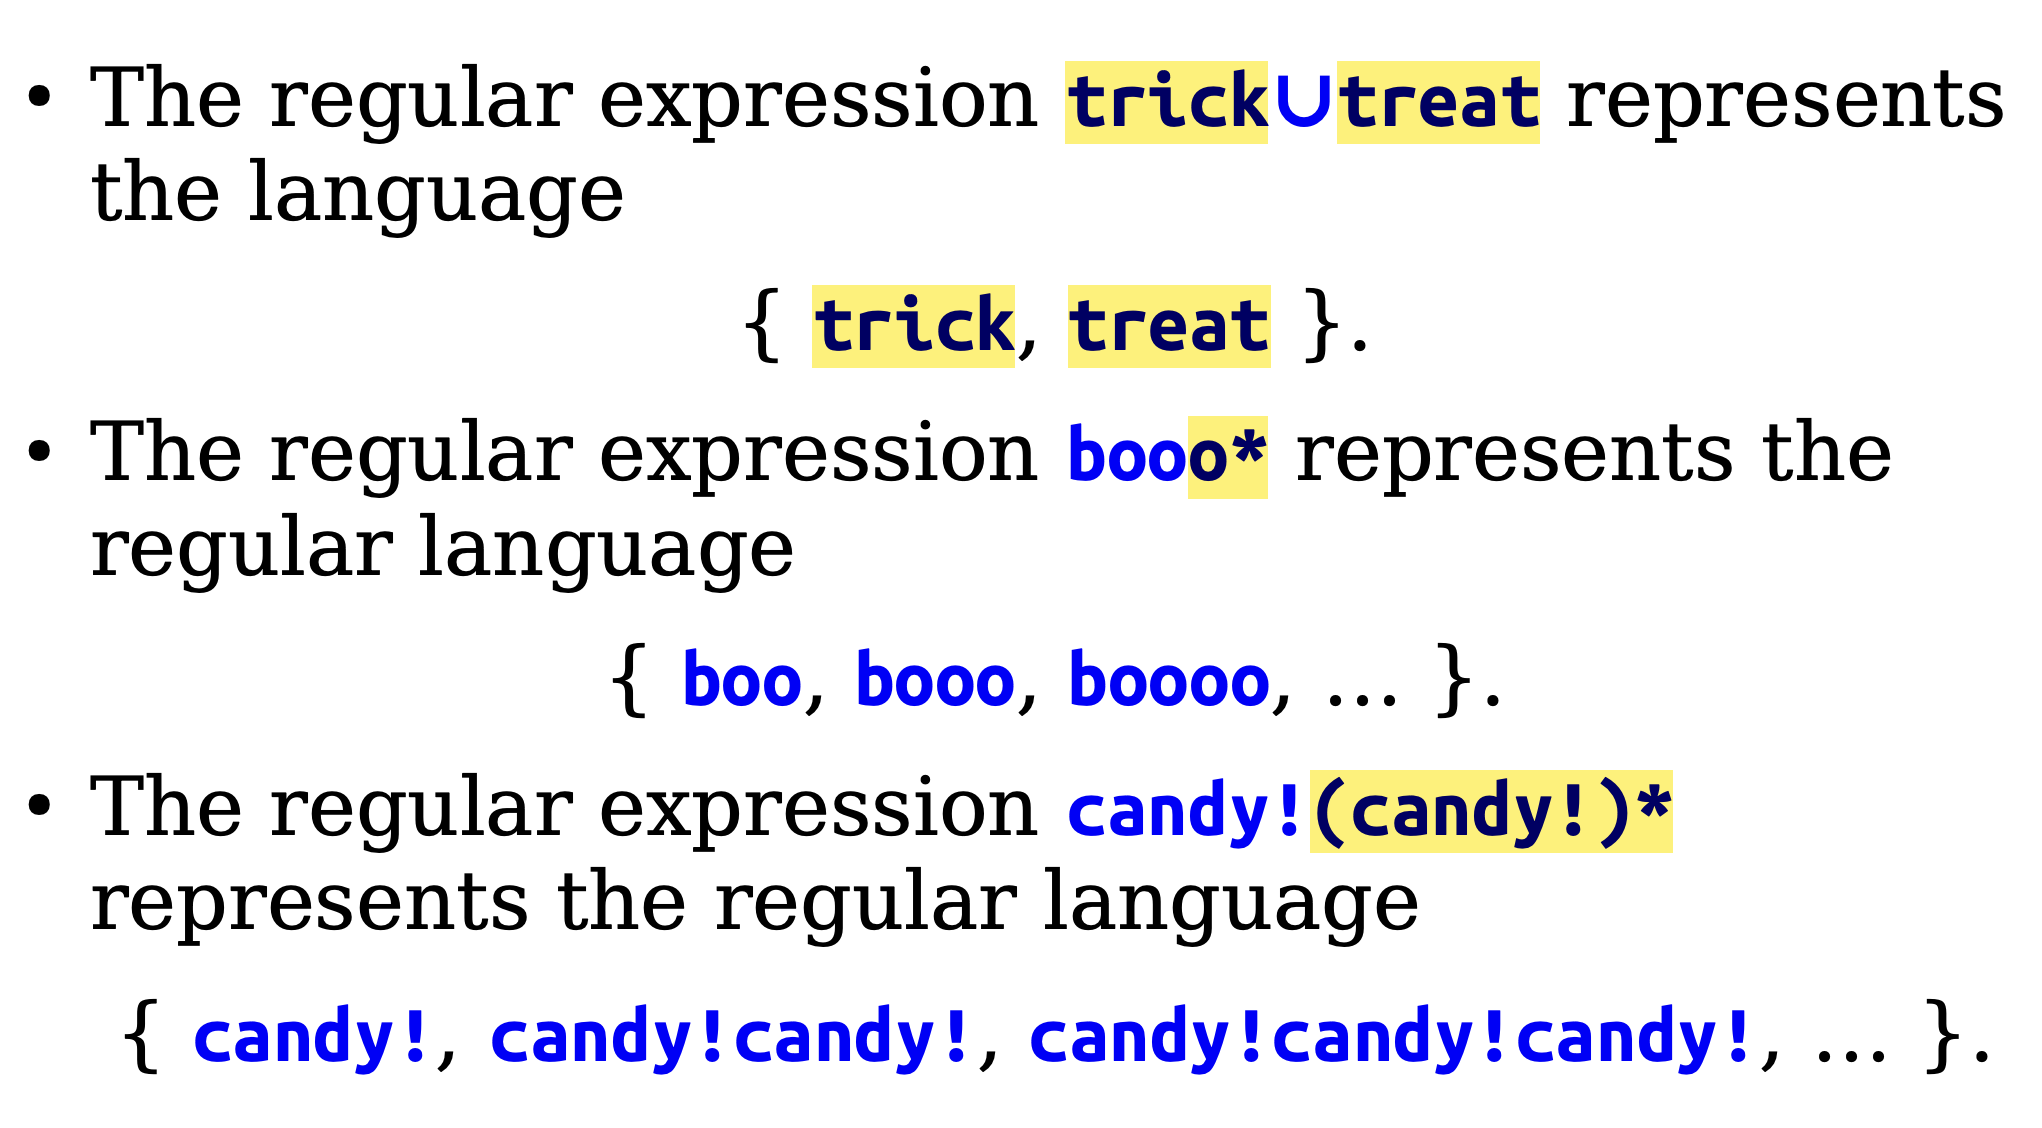 • The regular expression trick∪treat represents
the language
{ trick, treat }.
• The regular expression booo* represents the
regular language
{ boo, booo, boooo, … }.
• The regular expression candy!(candy!)*
represents the regular language
{ candy!, candy!candy!, candy!candy!candy!, … }.